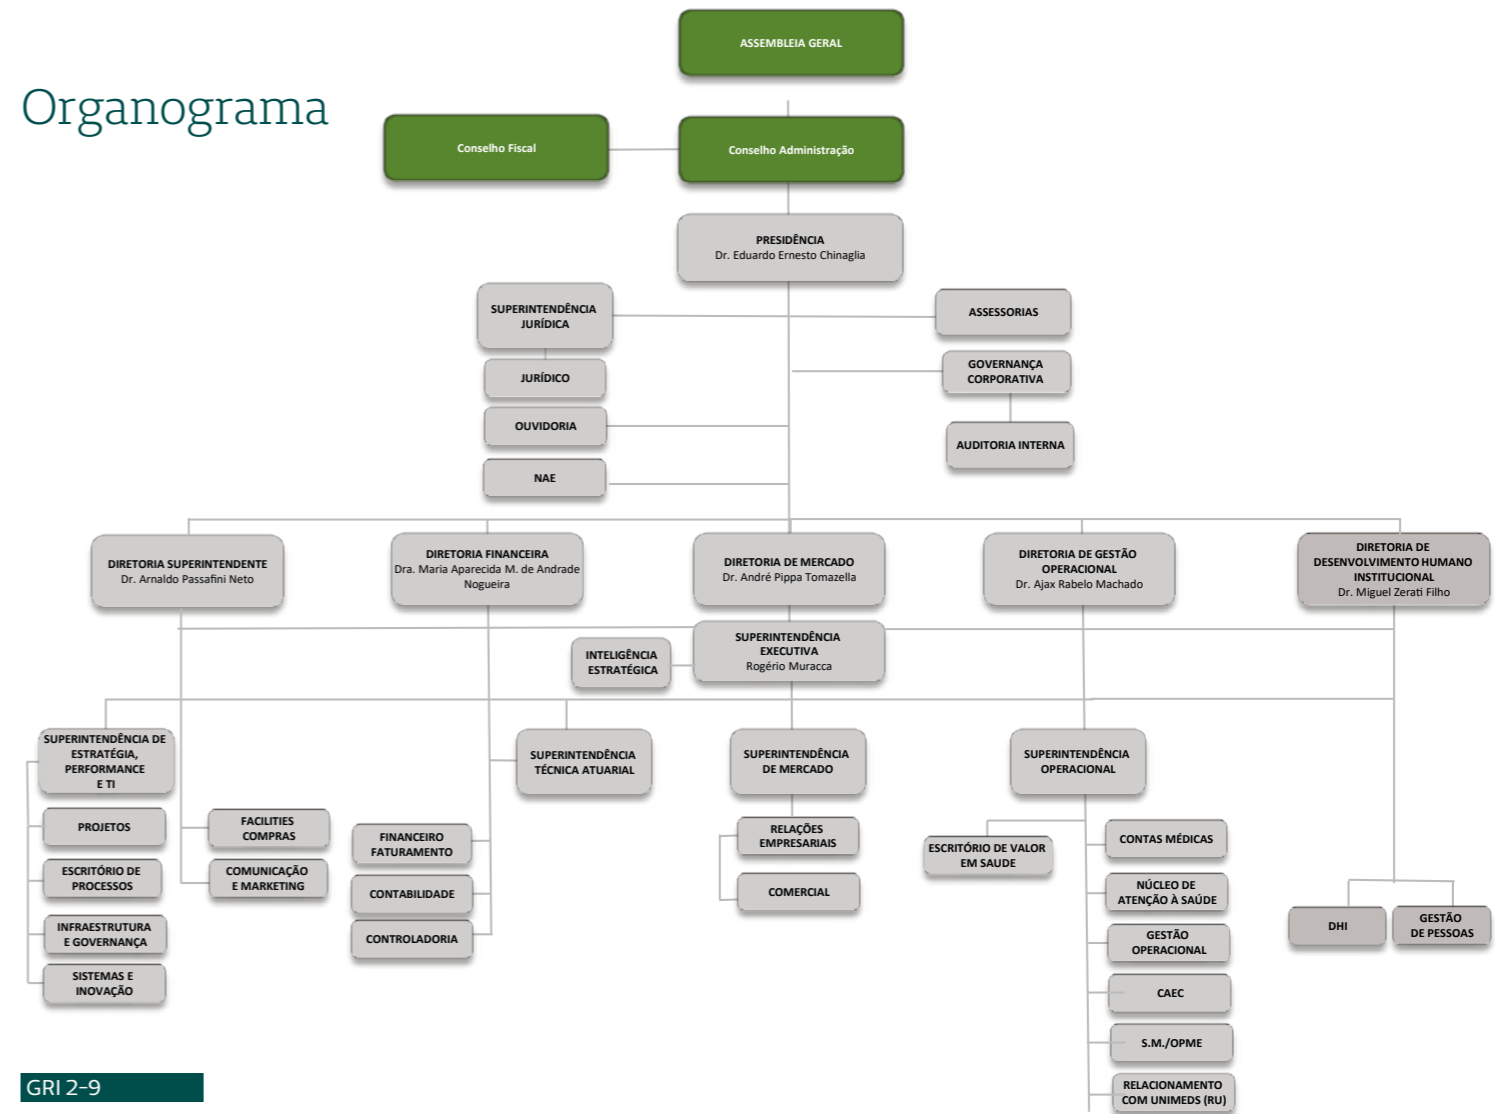 Organograma
ASSEMBLEIA GERAL
Conselho Fiscal
Conselho Administração
PRESIDÊNCIA
Dr. Eduardo Ernesto Chinaglia
SUPERINTENDÊNCIA
JURÍDICA
ASSESSORIAS
JURÍDICO
GOVERNANÇA
CORPORATIVA
OUVIDORIA
AUDITORIA INTERNA
NAE
DIRETORIA SUPERINTENDENTE
Dr. Arnaldo Passafini Neto
DIRETORIA FINANCEIRA
Dra. Maria Aparecida M. de Andrade
Nogueira
DIRETORIA DE MERCADO
Dr. André Pippa Tomazella
DIRETORIA DE GESTÃO
OPERACIONAL
Dr. Ajax Rabelo Machado
DIRETORIA DE
DESENVOLVIMENTO HUMANO
INSTITUCIONAL
Dr. Miguel Zerati Filho
INTELIGÊNCIA
ESTRATÉGICA
SUPERINTENDÊNCIA
EXECUTIVA
Rogério Muracca
SUPERINTENDÊNCIA DE
ESTRATÉGIA,
PERFORMANCE
E TI
PROJETOS
ESCRITÓRIO DE
PROCESSOS
INFRAESTRUTURA
E GOVERNANÇA
SISTEMAS E
INOVAÇÃO
FACILITIES
COMPRAS
COMUNICAÇÃO
E MARKETING
FINANCEIRO
FATURAMENTO
CONTABILIDADE
CONTROLADORIA
SUPERINTENDÊNCIA
TÉCNICA ATUARIAL
SUPERINTENDÊNCIA
DE MERCADO
RELAÇÕES
EMPRESARIAIS
COMERCIAL
SUPERINTENDÊNCIA
OPERACIONAL
ESCRITÓRIO DE VALOR
EM SAUDE
CONTAS MÉDICAS
NÚCLEO DE
ATENÇÃO À SAÚDE
GESTÃO
OPERACIONAL
CAEC
S.M./OPME
RELACIONAMENTO
COM UNIMEDS (RU)
DHI
GESTÃO
DE PESSOAS
GRI 2-9